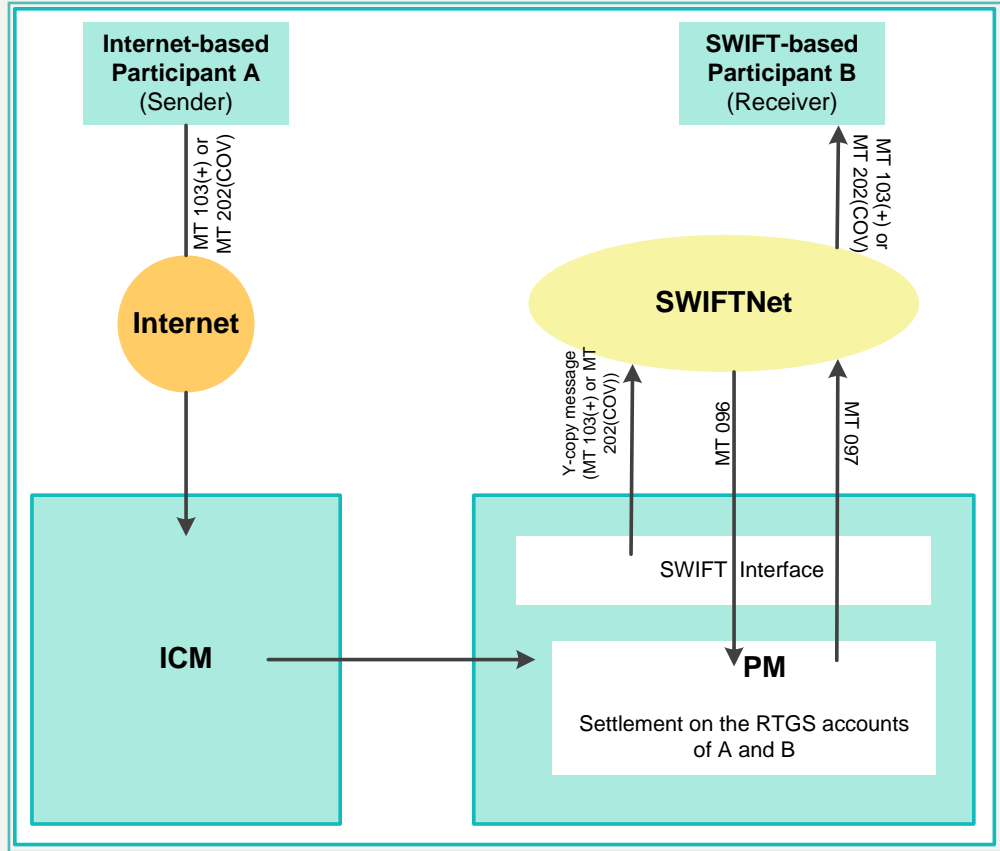 Internet-based
Participant A
(Sender)
SWIFT-based
Participant B
(Receiver)
MT 103(+) or
MT 202(COV)
MT 103(+) or
MT 202(COV)
Internet
SWIFTNet
Y-copy message
(MT 103(+) or MT
202(COV))
MT 096
MT 097
SWIFT Interface
ICM
PM
Settlement on the RTGS accounts
of A and B